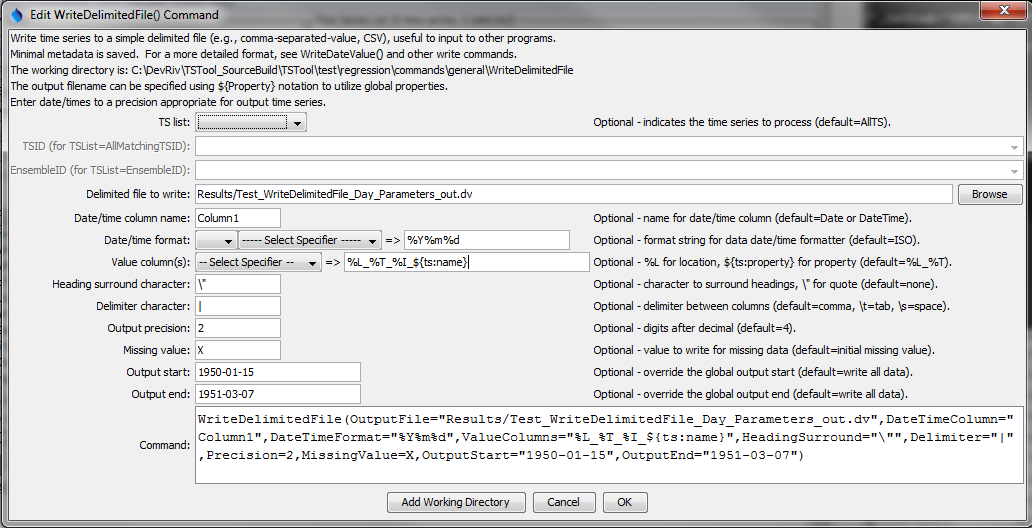 Edit WriteDelimitedFile() Command
Write time series to a simple delimited file (e.g., comma-separated-value, CSV), useful to input to other programs.
Minimal metadata is saved.  For a more detailed format, see WriteDateValue() and other write commands.
The working directory is: C:\DevRiv\TSTool_SourceBuild\TSTool\test\regression\commands\general\WriteDelimitedFile
The output filename can be specified using ${Property} notation to utilize global properties.
Enter date/times to a precision appropriate for output time series.
TS list: Optional - indicates the time series to process (default=AllTS).
TSID (for TSList=AllMatchingTSID):
EnsembleID (for TSList=EnsembleID):
Delimited file to write: Results/Test_WriteDelimitedFile_Day_Parameters_out.dv Browse
Date/time column name: Column1 Optional - name for date/time column (default=Date or DateTime).
Date/time format: ----- Select Specifier ----- => %Y%m%d Optional - format string for data date/time formatter (default=ISO).
Value column(s): -- Select Specifier -- => %L_%T_%I_${ts:name} Optional - %L for location, ${ts:property} for property (default=%L_%T).
Heading surround character: \" Optional - character to surround headings, \" for quote (default=none).
Delimiter character: | Optional - delimiter between columns (default=comma, \t=tab, \s=space).
Output precision: 2 Optional - digits after decimal (default=4).
Missing value: X Optional - value to write for missing data (default=initial missing value).
Output start: 1950-01-15 Optional - override the global output start (default=write all data).
Output end: 1951-03-07 Optional - override the global output end (default=write all data).
Command: WriteDelimitedFile(OutputFile="Results/Test_WriteDelimitedFile_Day_Parameters_out.dv",DateTimeColumn="
Column1",DateTimeFormat="%Y%m%d",ValueColumns="%L_%T_%I_${ts:name}",HeadingSurround="\"",Delimiter="|"
,Precision=2,MissingValue=X,OutputStart="1950-01-15",OutputEnd="1951-03-07")
Add Working Directory Cancel OK